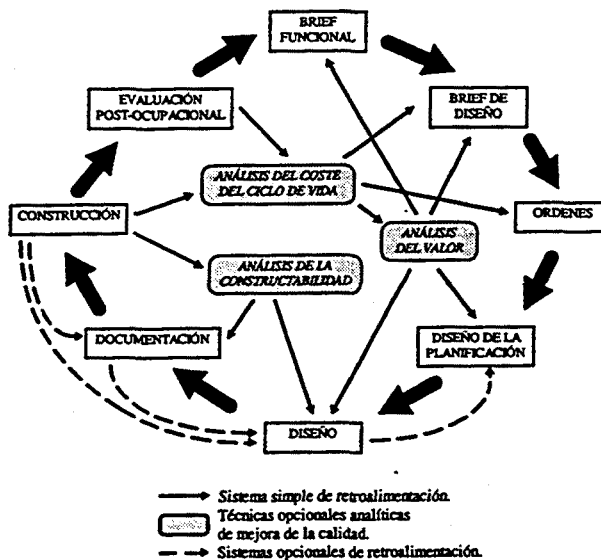 BRIEF
FUNCIONAL
EVALUACIÓN
POST-OCUPACIONAL
BRIEF DE
DISEÑO
ANÁLISIS DEL COSTE
DEL CICLO DE VIDA
CONSTRUCCIÓN
ORDENES
ANÁLISIS
DEL VALOR
ANÁLISIS DE LA
CONSTRUCTABILIDAD
DOCUMENTACIÓN
DISEÑO DE LA
PLANIFICACIÓN
DISEÑO
Sistema simple de retroalimentación.
Técnicas opcionales analíticas
de mejora de la calidad.
Sistemas opcionales de retroalimentación.